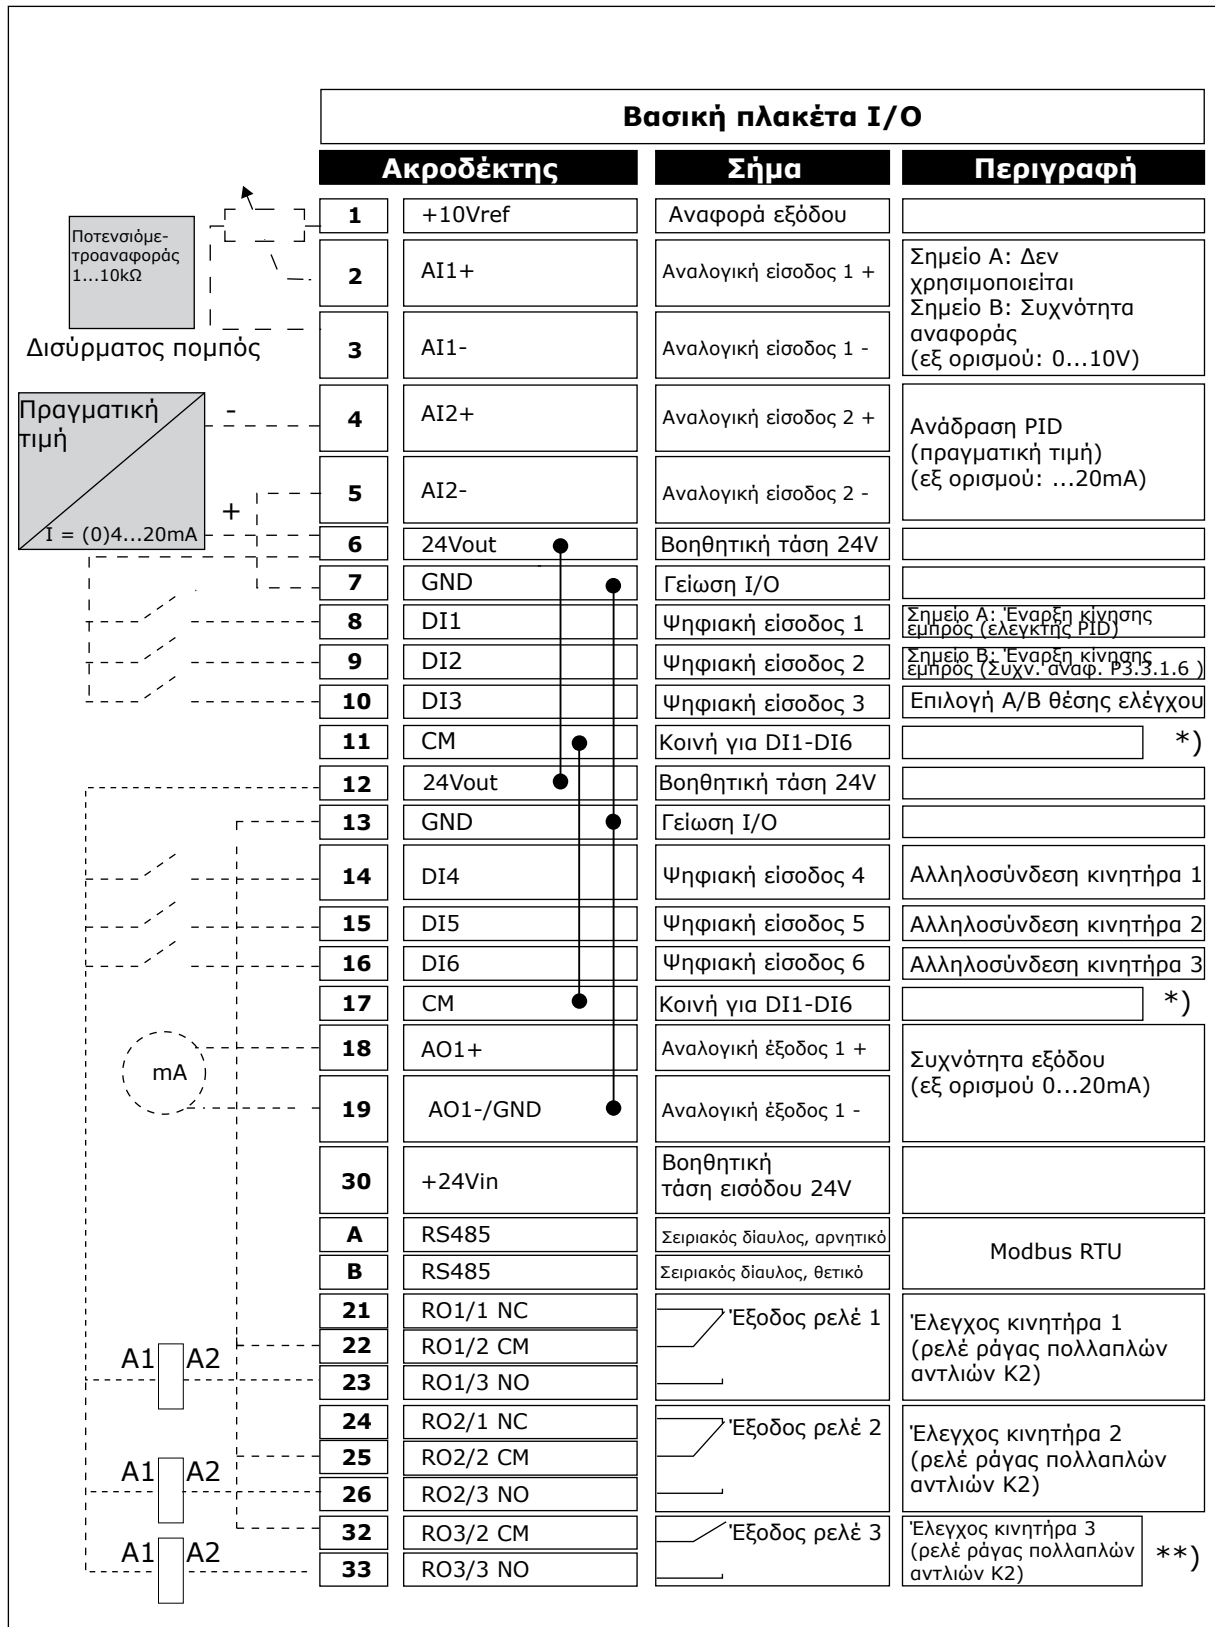 Βασική πλακέτα I/O
Ακροδέκτης Σήμα Περιγραφή
Ποτενσιόμε-
τροαναφοράς
1...10kΩ
1 +10Vref Αναφορά εξόδου
2 AI1+ Αναλογική είσοδος 1 +
Σημείο A: Δεν
χρησιμοποιείται
Σημείο B: Συχνότητα
αναφοράς
(εξ ορισμού: 0...10V)
3 AI1- Αναλογική είσοδος 1 -
Δισύρματος πομπός
Πραγματική
τιμή
-
+
I = (0)4...20mA
4 AI2+ Αναλογική είσοδος 2 +
Ανάδραση PID
(πραγματική τιμή)
(εξ ορισμού: ...20mA)
5 AI2- Αναλογική είσοδος 2 -
6 24Vout Βοηθητική τάση 24V
7 GND Γείωση I/O
8 DI1 Ψηφιακή είσοδος 1
Σημείο A: Έναρξη κίνησης
εμπρός (ελεγκτής PID)
9 DI2 Ψηφιακή είσοδος 2
Σημείο B: Έναρξη κίνησης
εμπρός (Συχν. αναφ. P3.3.1.6 )
10 DI3 Ψηφιακή είσοδος 3 Επιλογή A/B θέσης ελέγχου
11 CM Κοινή για DI1-DI6 *)
12 24Vout Βοηθητική τάση 24V
13 GND Γείωση I/O
14 DI4 Ψηφιακή είσοδος 4 Αλληλοσύνδεση κινητήρα 1
15 DI5 Ψηφιακή είσοδος 5 Αλληλοσύνδεση κινητήρα 2
16 DI6 Ψηφιακή είσοδος 6 Αλληλοσύνδεση κινητήρα 3
17 CM Κοινή για DI1-DI6 *)
mA
18 AO1+ Αναλογική έξοδος 1 +
Συχνότητα εξόδου
(εξ ορισμού 0...20mA)
19 AO1-/GND Αναλογική έξοδος 1 -
30 +24Vin
Βοηθητική
τάση εισόδου 24V
A RS485 Σειριακός δίαυλος, αρνητικό
Modbus RTU
B RS485 Σειριακός δίαυλος, θετικό
21 RO1/1 NC Έξοδος ρελέ 1
22 RO1/2 CM
23 RO1/3 NO
A1 A2
Έλεγχος κινητήρα 1
(ρελέ ράγας πολλαπλών
αντλιών K2)
24 RO2/1 NC Έξοδος ρελέ 2
25 RO2/2 CM
26 RO2/3 NO
A1 A2
Έλεγχος κινητήρα 2
(ρελέ ράγας πολλαπλών
αντλιών K2)
32 RO3/2 CM Έξοδος ρελέ 3
33 RO3/3 NO
A1 A2
Έλεγχος κινητήρα 3
(ρελέ ράγας πολλαπλών
αντλιών K2)
**)